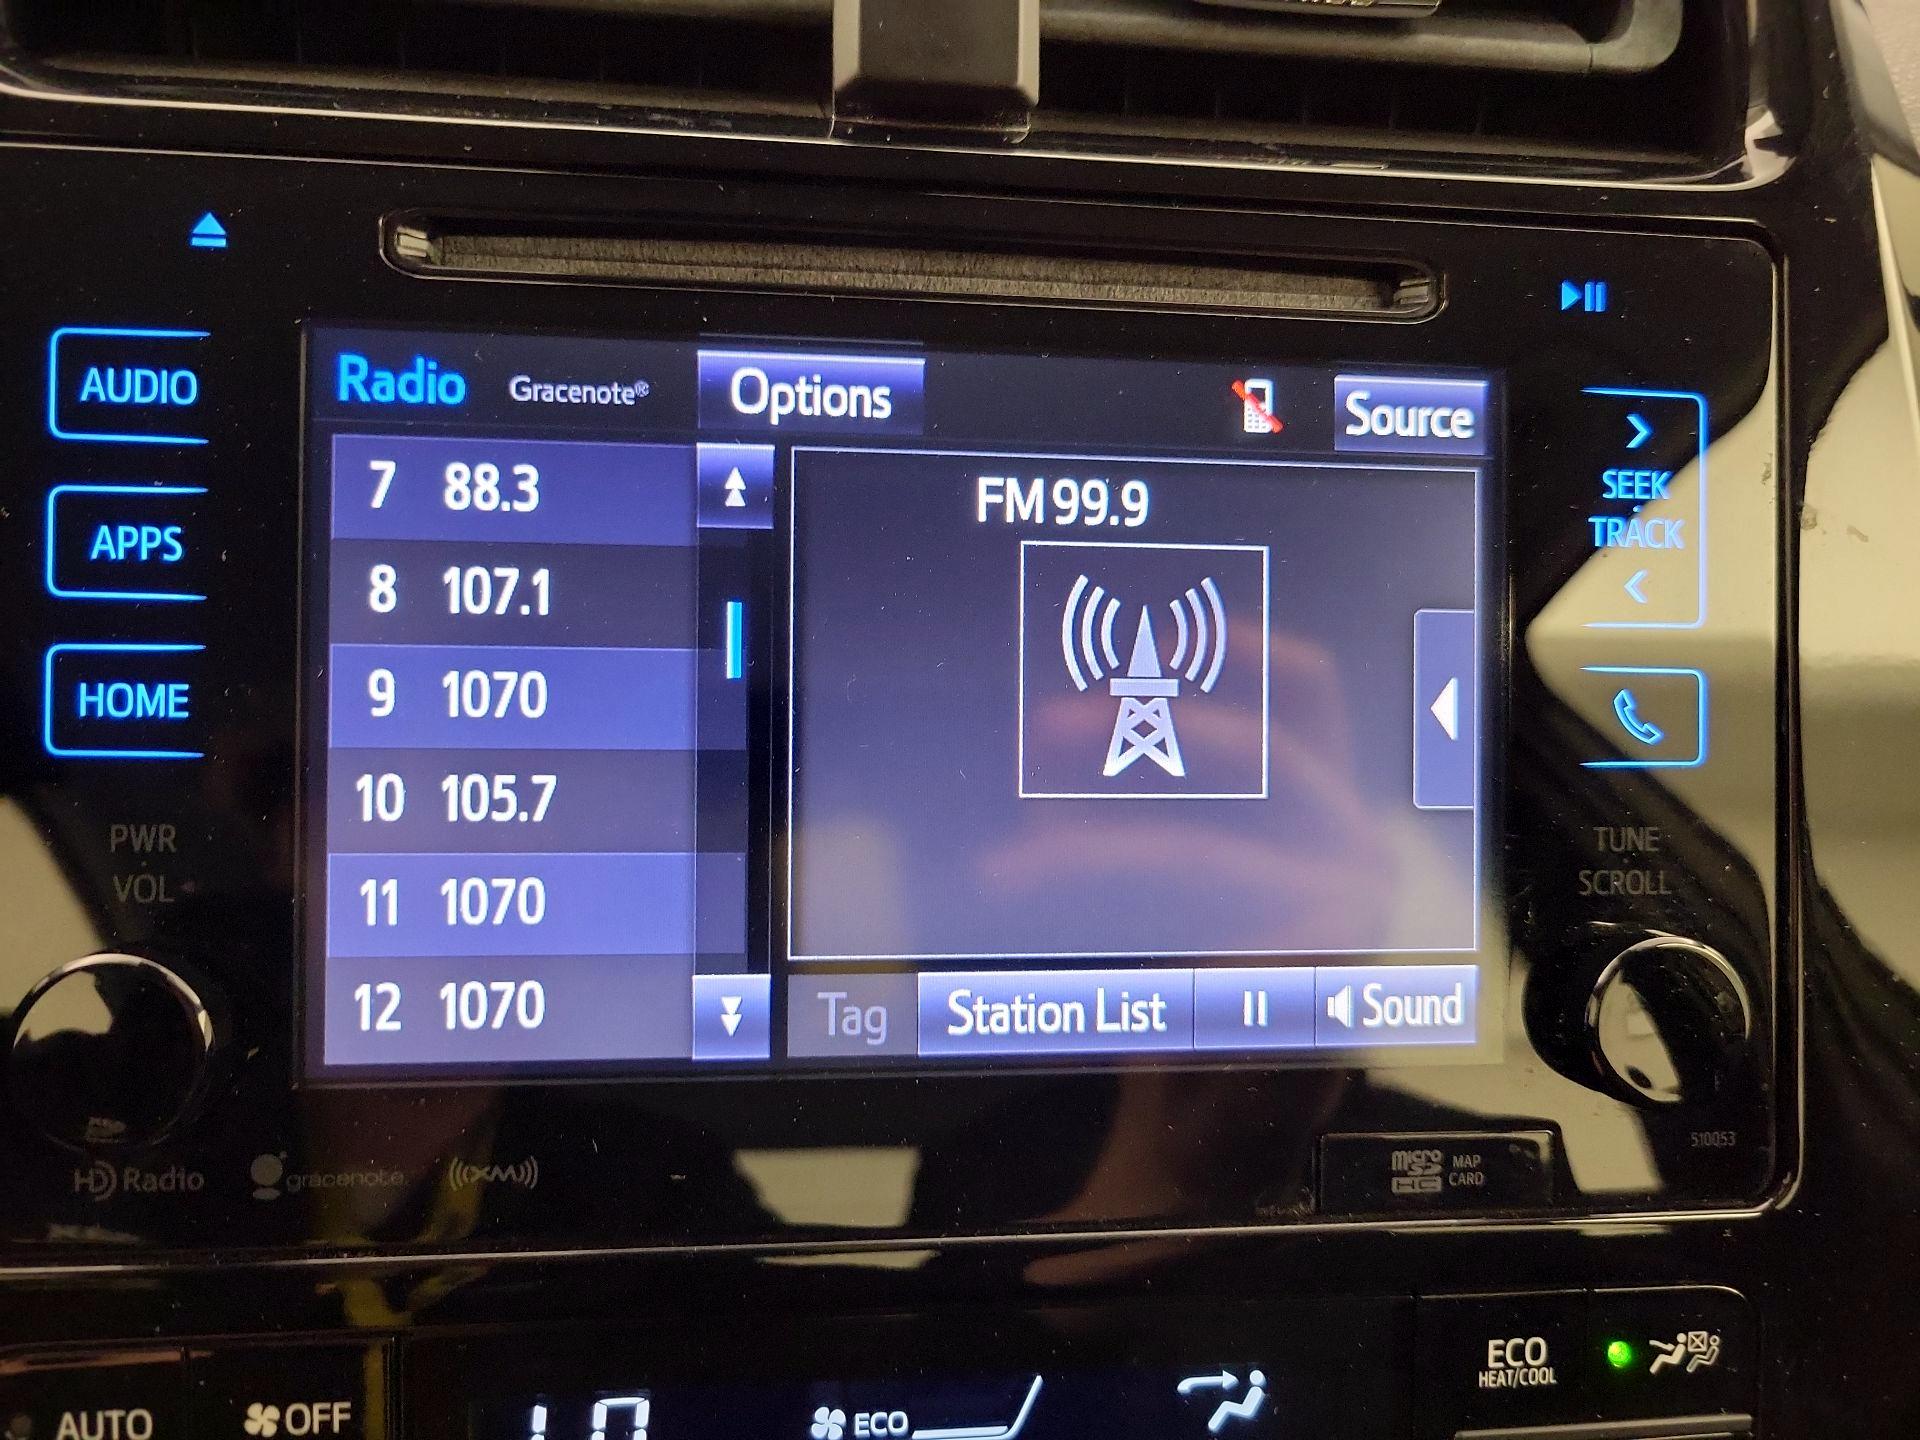 AUDIO
APPS
HOME
PWR
VOL
Radio Gracenote® Options Source
7 88.3
8 107.1
9 1070
10 105.7
11 1070
12 1070
FM 99.9
Tag Station List Sound
SEEK
TRACK
TUNE
SCROLL
510053
HD Radio gracenote. ((XM))
micro SD HC MAP CARD
AUTO OFF
ECO
ECO
HEAT/COOL